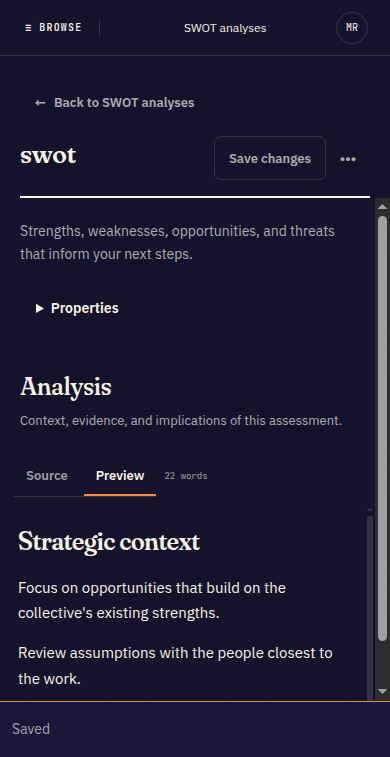 ≡ BROWSE
SWOT analyses
MR
← Back to SWOT analyses
swot
Save changes
•••
Strengths, weaknesses, opportunities, and threats
that inform your next steps.
▶ Properties
Analysis
Context, evidence, and implications of this assessment.
Source
Preview
22 words
Strategic context
Focus on opportunities that build on the
collective's existing strengths.
Review assumptions with the people closest to
the work.
Saved